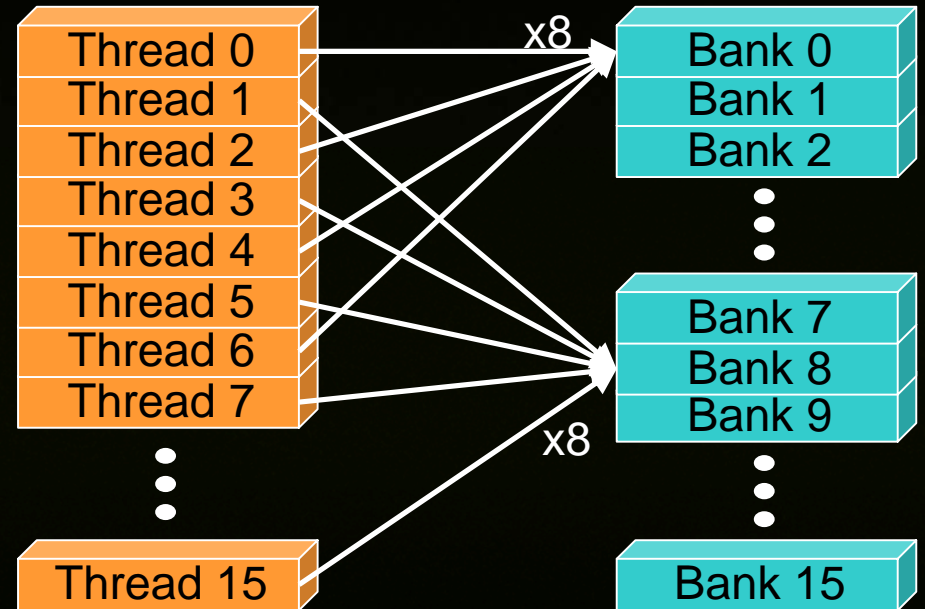 x8
Thread 0
Thread 1
Thread 2
Thread 3
Thread 4
Thread 5
Thread 6
Thread 7
Thread 15
x8
Bank 0
Bank 1
Bank 2
Bank 7
Bank 8
Bank 9
Bank 15